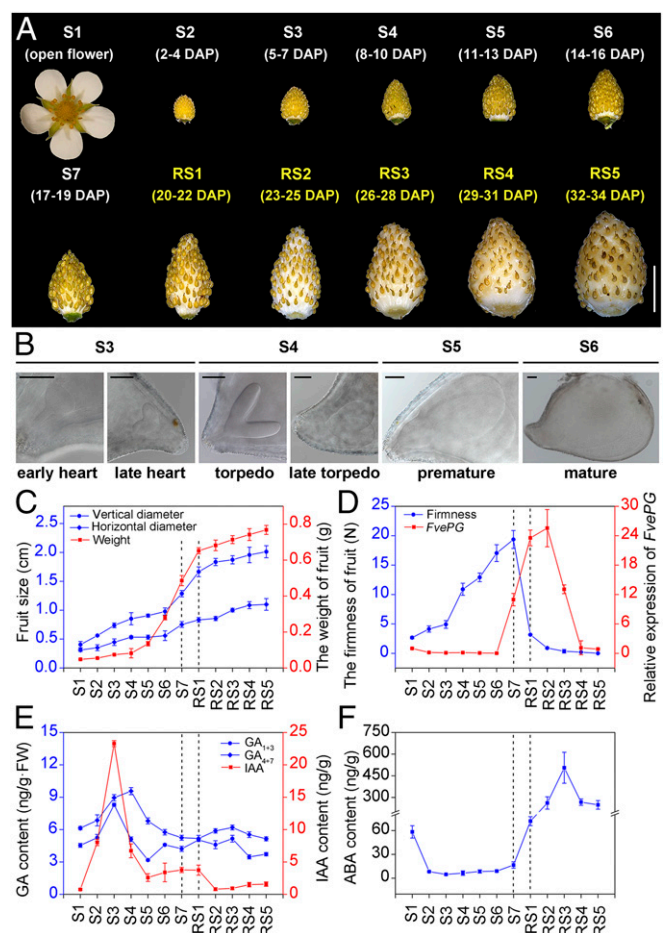 A
S1 S2 S3 S4 S5 S6
(open flower) (2-4 DAP) (5-7 DAP) (8-10 DAP) (11-13 DAP) (14-16 DAP)
S7 RS1 RS2 RS3 RS4 RS5
(17-19 DAP) (20-22 DAP) (23-25 DAP) (26-28 DAP) (29-31 DAP) (32-34 DAP)
B
S3 S4 S5 S6
early heart late heart torpedo late torpedo premature mature
C
Vertical diameter
Horizontal diameter
Weight
Fruit size (cm)
2.5
2.0
1.5
1.0
0.5
0.0
The weight of fruit (g)
0.8
0.6
0.4
0.2
0.0
S1 S2 S3 S4 S5 S6 S7 RS1 RS2 RS3 RS4 RS5
D
Firmness
FvePG
The firmness of fruit (N)
25
20
15
10
5
0
Relative expression of FvePG
30
24
18
12
6
0
S1 S2 S3 S4 S5 S6 S7 RS1 RS2 RS3 RS4 RS5
E
GA1+3
GA4+7
IAA
GA content (ng/g·FW)
15
12
9
6
3
0
IAA content (ng/g)
25
20
15
10
5
0
S1 S2 S3 S4 S5 S6 S7 RS1 RS2 RS3 RS4 RS5
F
ABA content (ng/g)
750
600
450
300
60
30
0
S1 S2 S3 S4 S5 S6 S7 RS1 RS2 RS3 RS4 RS5